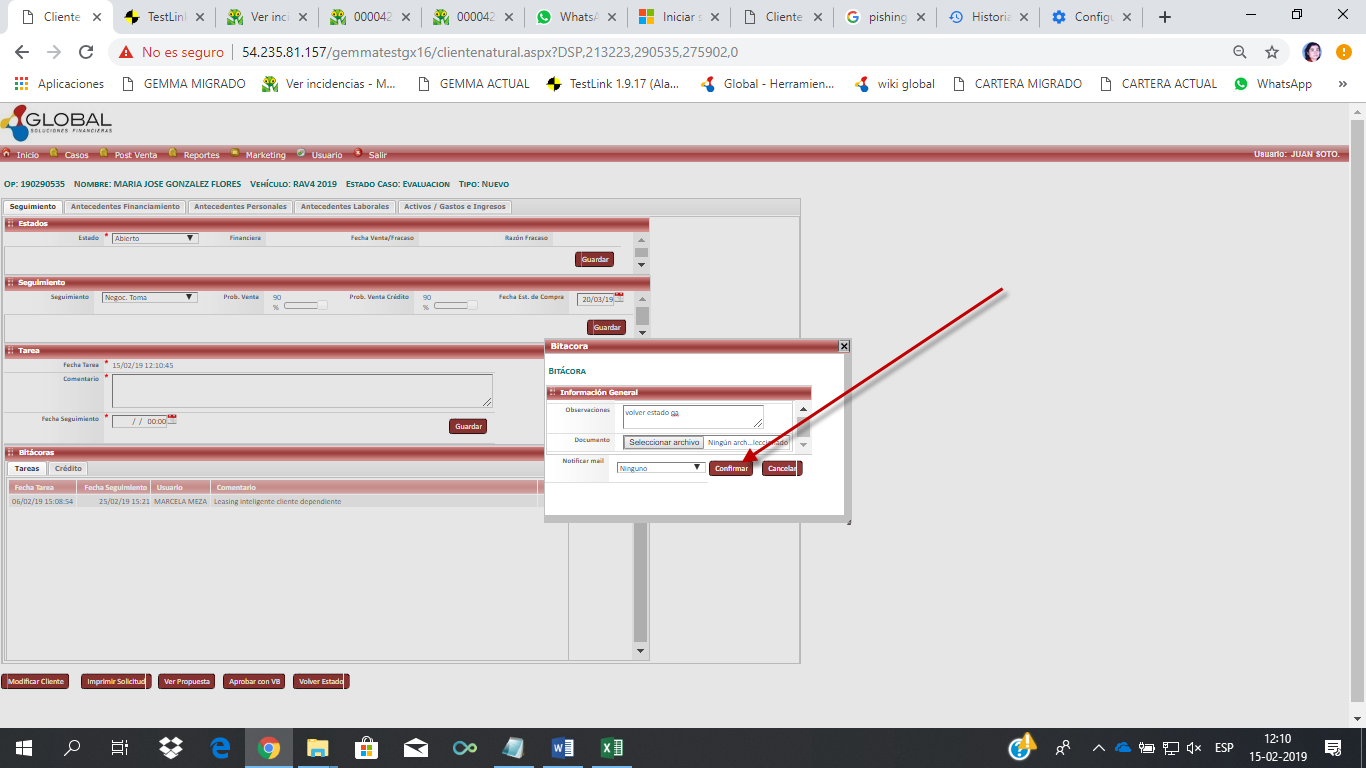 Cliente
TestLink
Ver inci
000042
000042
WhatsA
Iniciar s
Cliente
pishing
Historia
Configu
No es seguro
54.235.81.157/gemmatestgx16/clientenatural.aspx?DSP,213223,290535,275902,0
Aplicaciones
GEMMA MIGRADO
Ver incidencias - M...
GEMMA ACTUAL
TestLink 1.9.17 (Ala...
Global - Herramien...
wiki global
CARTERA MIGRADO
CARTERA ACTUAL
WhatsApp
»
GLOBAL
SOLUCIONES FINANCIERAS
Inicio
Casos
Post Venta
Reportes
Marketing
Usuario
Salir
Usuario: JUAN SOTO.
OP: 190290535 NOMBRE: MARIA JOSE GONZALEZ FLORES VEHÍCULO: RAV4 2019 ESTADO CASO: EVALUACION TIPO: NUEVO
Seguimiento
Antecedentes Financiamiento
Antecedentes Personales
Antecedentes Laborales
Activos / Gastos e Ingresos
Estados
Estado * Abierto
Financiera
Fecha Venta/Fracaso
Razón Fracaso
Guardar
Seguimiento
Seguimiento
Negoc. Toma
Prob. Venta
90
%
Prob. Venta Crédito
90
%
Fecha Est. de Compra
20/03/19
Guardar
Tarea
Fecha Tarea * 15/02/19 12:10:45
Comentario *
Fecha Seguimiento * / / 00:00
Guardar
Bitácoras
Tareas
Crédito
Fecha Tarea
Fecha Seguimiento
Usuario
Comentario
06/02/19 15:08:54
25/02/19 15:21
MARCELA MEZA
Leasing inteligente cliente dependiente
Bitacora
BITÁCORA
Información General
Observaciones
volver estado gg
Documento
Seleccionar archivo
Ningún arch...leccionado
Notificar mail
Ninguno
Confirmar
Cancelar
Modificar Cliente
Imprimir Solicitud
Ver Propuesta
Aprobar con VB
Volver Estado
ESP
12:10
15-02-2019